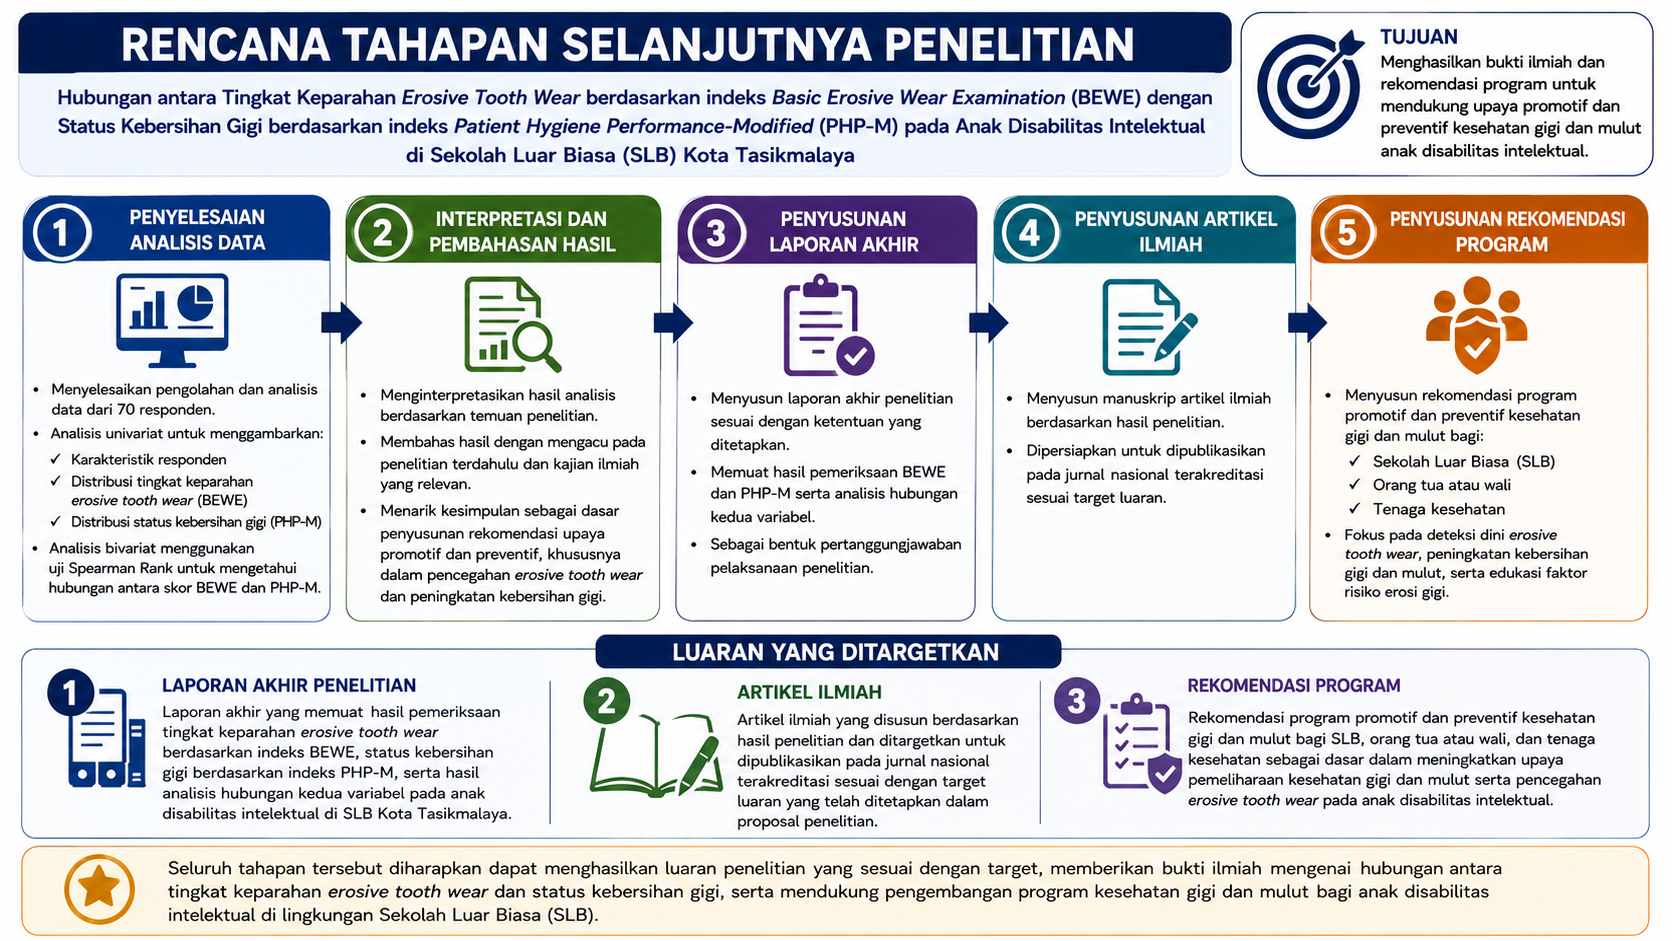 RENCANA TAHAPAN SELANJUTNYA PENELITIAN
Hubungan antara Tingkat Keparahan Erosive Tooth Wear berdasarkan indeks Basic Erosive Wear Examination (BEWE) dengan
Status Kebersihan Gigi berdasarkan indeks Patient Hygiene Performance-Modified (PHP-M) pada Anak Disabilitas Intelektual
di Sekolah Luar Biasa (SLB) Kota Tasikmalaya
TUJUAN
Menghasilkan bukti ilmiah dan
rekomendasi program untuk
mendukung upaya promotif dan
preventif kesehatan gigi dan mulut
anak disabilitas intelektual.
1
PENYELESAIAN
ANALISIS DATA
• Menyelesaikan pengolahan dan analisis
data dari 70 responden.
• Analisis univariat untuk menggambarkan:
✓ Karakteristik responden
✓ Distribusi tingkat keparahan
erosive tooth wear (BEWE)
✓ Distribusi status kebersihan gigi (PHP-M)
• Analisis bivariat menggunakan
uji Spearman Rank untuk mengetahui
hubungan antara skor BEWE dan PHP-M.
2
INTERPRETASI DAN
PEMBAHASAN HASIL
• Menginterpretasikan hasil analisis
berdasarkan temuan penelitian.
• Membahas hasil dengan mengacu pada
penelitian terdahulu dan kajian ilmiah
yang relevan.
• Menarik kesimpulan sebagai dasar
penyusunan rekomendasi upaya
promotif dan preventif, khususnya
dalam pencegahan erosive tooth wear
dan peningkatan kebersihan gigi.
3
PENYUSUNAN
LAPORAN AKHIR
• Menyusun laporan akhir penelitian
sesuai dengan ketentuan yang
ditetapkan.
• Memuat hasil pemeriksaan BEWE
dan PHP-M serta analisis hubungan
kedua variabel.
• Sebagai bentuk pertanggungjawaban
pelaksanaan penelitian.
4
PENYUSUNAN ARTIKEL
ILMIAH
• Menyusun manuskrip artikel ilmiah
berdasarkan hasil penelitian.
• Dipersiapkan untuk dipublikasikan
pada jurnal nasional terakreditasi
sesuai target luaran.
5
PENYUSUNAN REKOMENDASI
PROGRAM
• Menyusun rekomendasi program
promotif dan preventif kesehatan
gigi dan mulut bagi:
✓ Sekolah Luar Biasa (SLB)
✓ Orang tua atau wali
✓ Tenaga kesehatan
• Fokus pada deteksi dini erosive
tooth wear, peningkatan kebersihan
gigi dan mulut, serta edukasi faktor
risiko erosi gigi.
LUARAN YANG DITARGETKAN
1
LAPORAN AKHIR PENELITIAN
Laporan akhir yang memuat hasil pemeriksaan
tingkat keparahan erosive tooth wear
berdasarkan indeks BEWE, status kebersihan
gigi berdasarkan indeks PHP-M, serta hasil
analisis hubungan kedua variabel pada anak
disabilitas intelektual di SLB Kota Tasikmalaya.
2
ARTIKEL ILMIAH
Artikel ilmiah yang disusun berdasarkan
hasil penelitian dan ditargetkan untuk
dipublikasikan pada jurnal nasional
terakreditasi sesuai dengan target
luaran yang telah ditetapkan dalam
proposal penelitian.
3
REKOMENDASI PROGRAM
Rekomendasi program promotif dan preventif kesehatan
gigi dan mulut bagi SLB, orang tua atau wali, dan tenaga
kesehatan sebagai dasar dalam meningkatkan upaya
pemeliharaan kesehatan gigi dan mulut serta pencegahan
erosive tooth wear pada anak disabilitas intelektual.
Seluruh tahapan tersebut diharapkan dapat menghasilkan luaran penelitian yang sesuai dengan target, memberikan bukti ilmiah mengenai hubungan antara
tingkat keparahan erosive tooth wear dan status kebersihan gigi, serta mendukung pengembangan program kesehatan gigi dan mulut bagi anak disabilitas
intelektual di lingkungan Sekolah Luar Biasa (SLB).